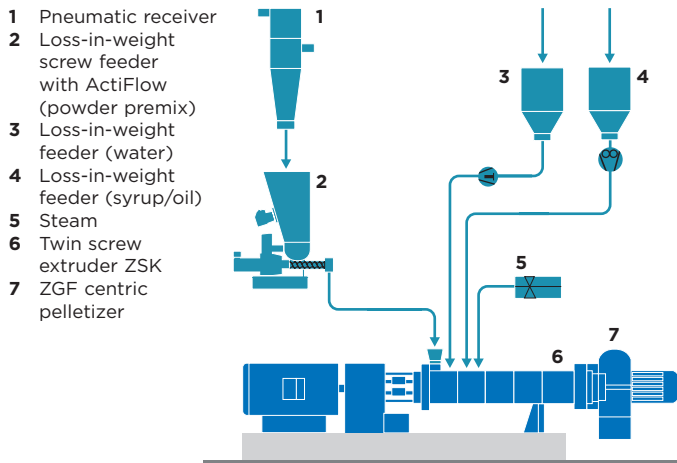 1 Pneumatic receiver
2 Loss-in-weight
screw feeder
with ActiFlow
(powder premix)
3 Loss-in-weight
feeder (water)
4 Loss-in-weight
feeder (syrup/oil)
5 Steam
6 Twin screw
extruder ZSK
7 ZGF centric
pelletizer
1
3
4
2
5
7
6